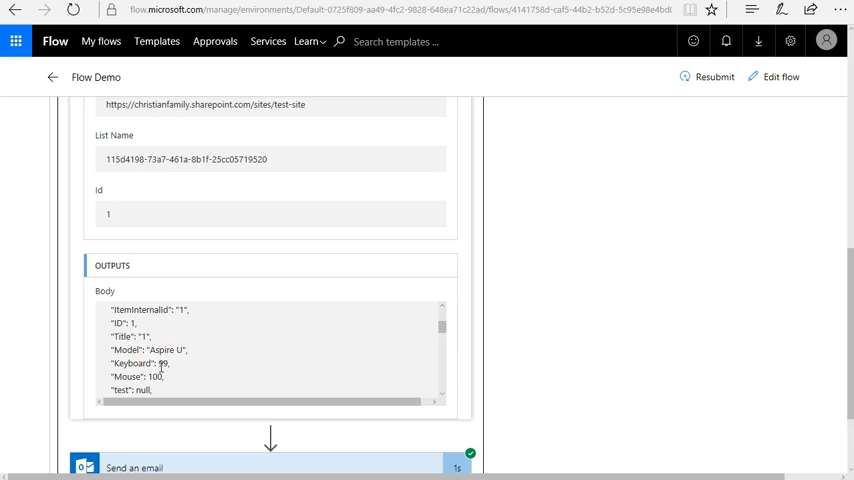 flow.microsoft.com/manage/environments/Default-0725f809-aa49-4fc2-9828-648ea71c22ad/flows/4141758d-caf5-44b2-b52d-5c95e98e4bd0
Flow My flows Templates Approvals Services Learn Search templates ...
Flow Demo Resubmit Edit flow
https://christianfamily.sharepoint.com/sites/test-site
List Name
115d4198-73a7-461a-8b1f-25cc05719520
Id
1
OUTPUTS
Body
"ItemInternalId": "1",
"ID": 1,
"Title": "1",
"Model": "Aspire U",
"Keyboard": 99,
"Mouse": 100,
"test": null,
Send an email 1s